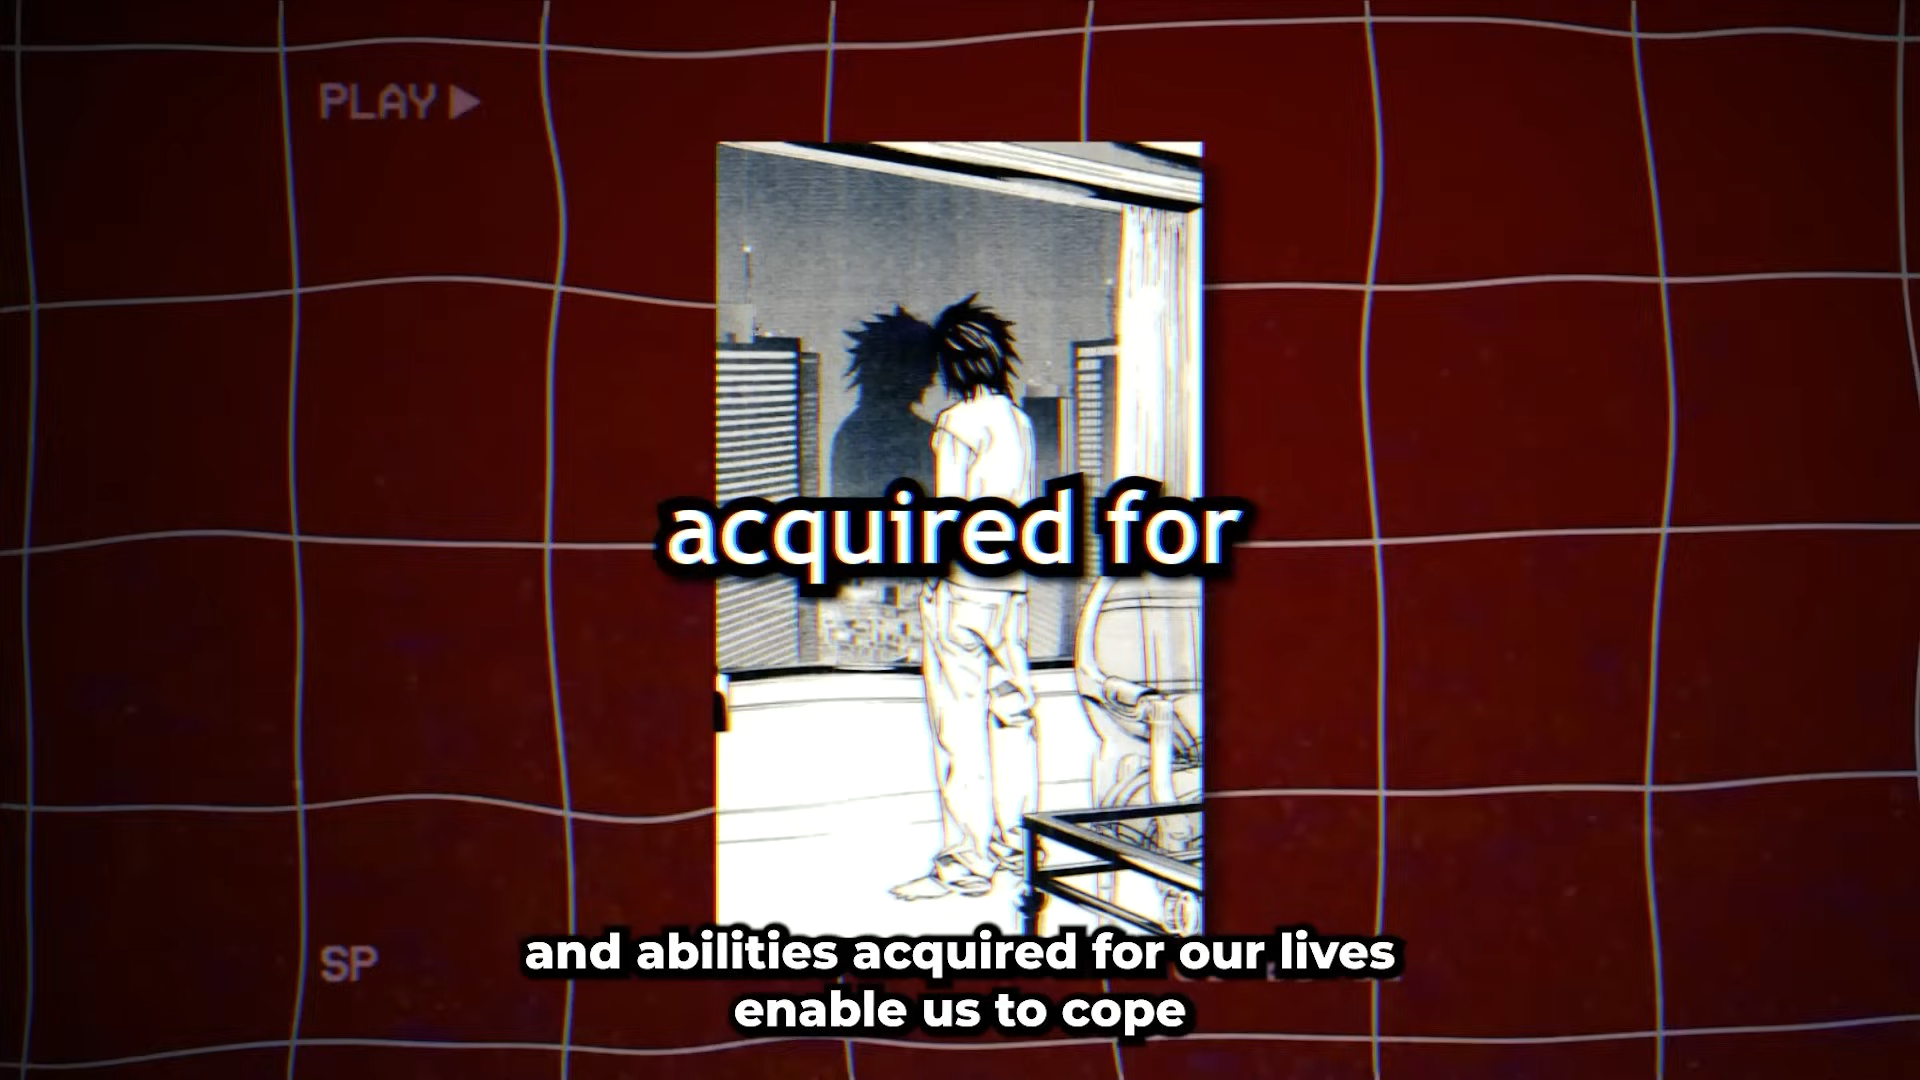 PLAY
acquired for
SP
and abilities acquired for our lives
enable us to cope